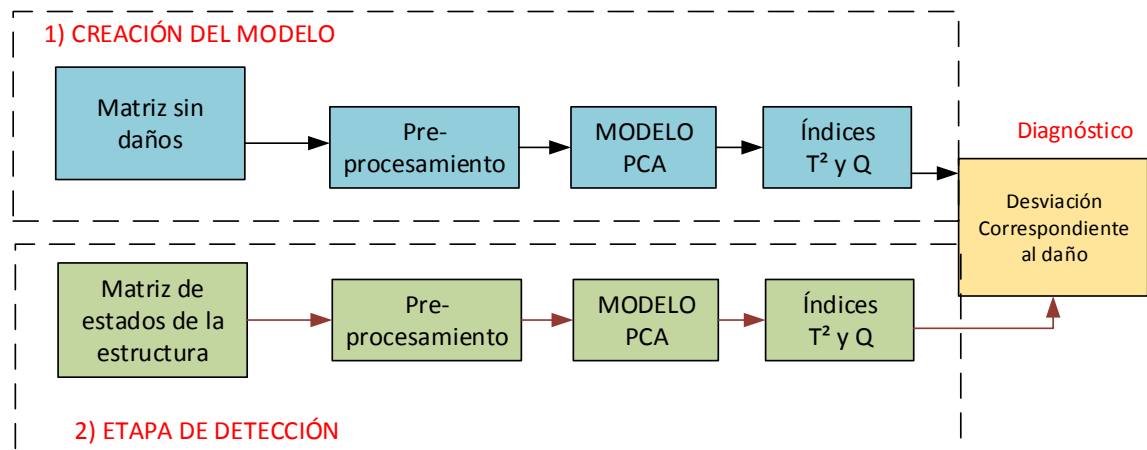 1) CREACIÓN DEL MODELO
Matriz sin
daños
Pre-
procesamiento
MODELO
PCA
Índices
T² y Q
Diagnóstico
Desviación
Correspondiente
al daño
Matriz de
estados de la
estructura
Pre-
procesamiento
MODELO
PCA
Índices
T² y Q
2) ETAPA DE DETECCIÓN